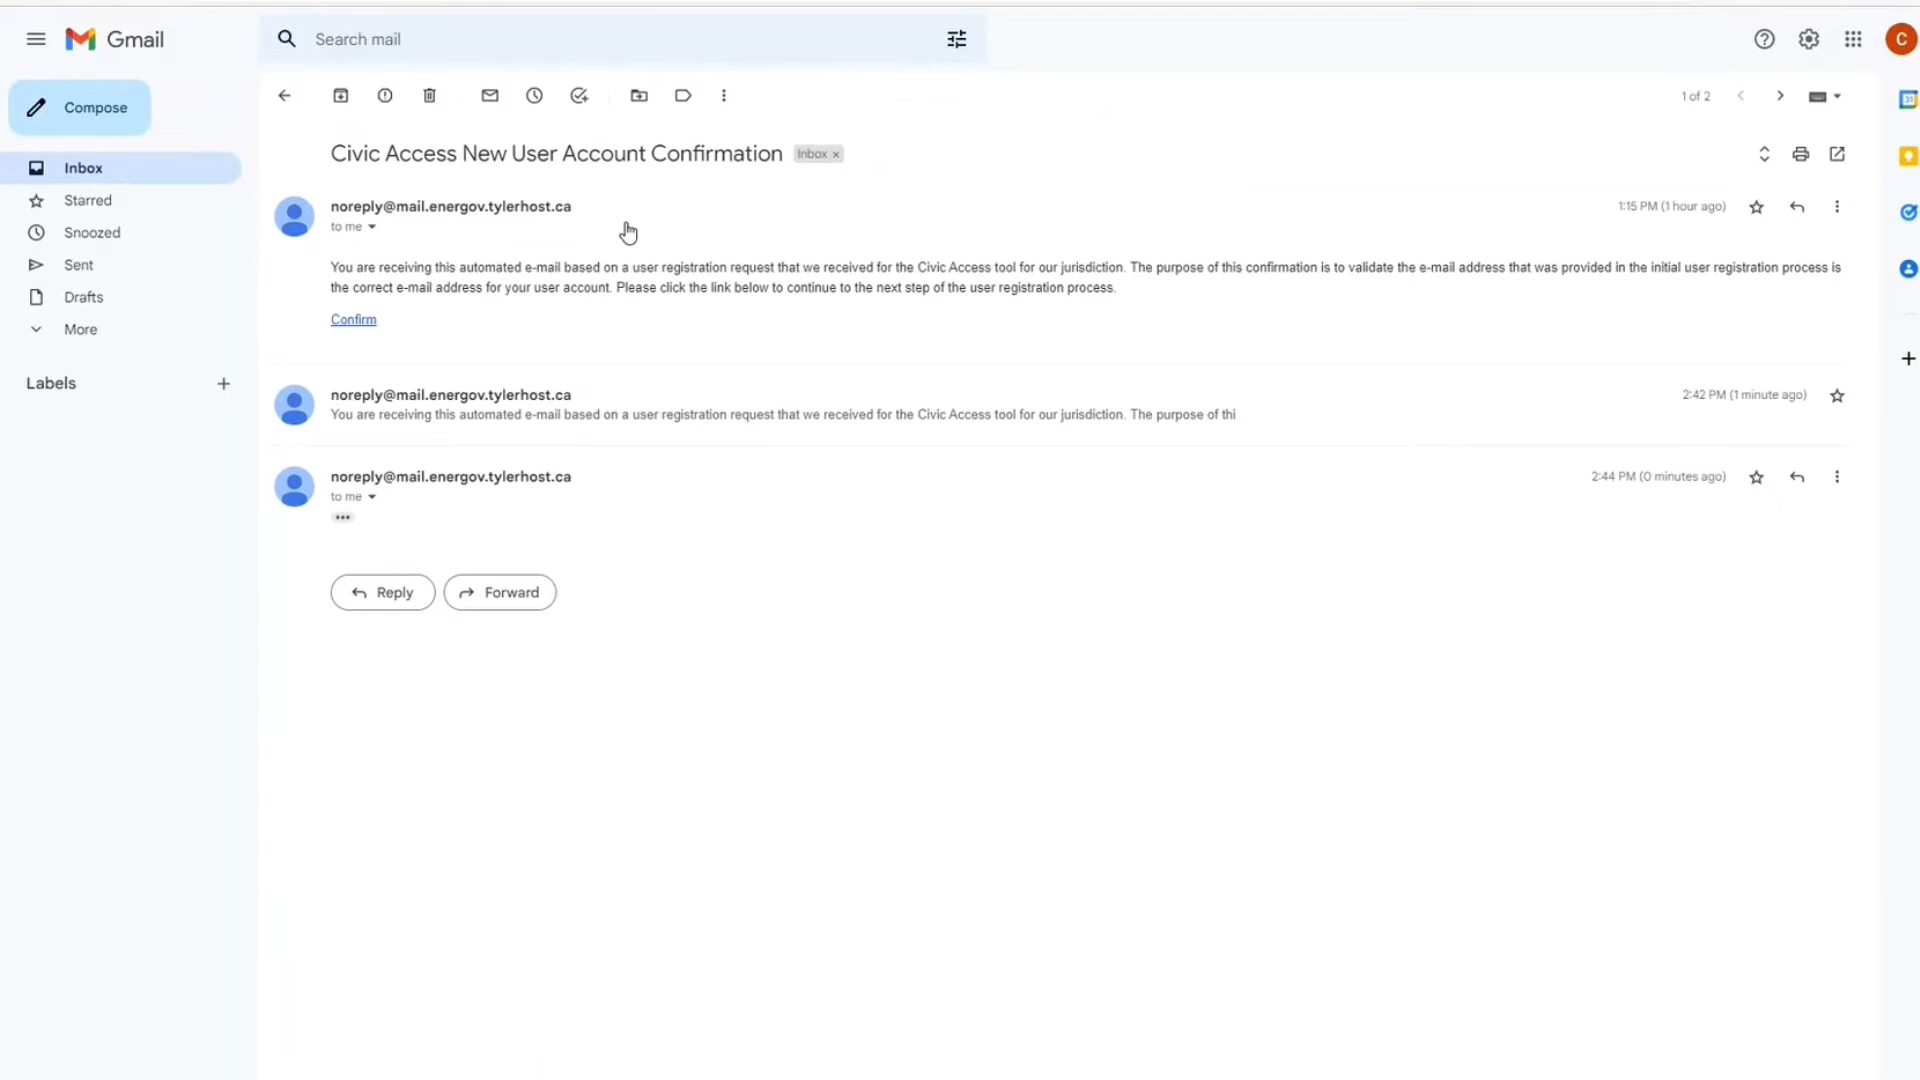 Gmail
Search mail
C
Compose
1 of 2
Inbox
Starred
Snoozed
Sent
Drafts
More
Labels
Civic Access New User Account Confirmation Inbox x
noreply@mail.energov.tylerhost.ca 1:15 PM (1 hour ago)
to me
You are receiving this automated e-mail based on a user registration request that we received for the Civic Access tool for our jurisdiction. The purpose of this confirmation is to validate the e-mail address that was provided in the initial user registration process is
the correct e-mail address for your user account. Please click the link below to continue to the next step of the user registration process.
Confirm
noreply@mail.energov.tylerhost.ca 2:42 PM (1 minute ago)
You are receiving this automated e-mail based on a user registration request that we received for the Civic Access tool for our jurisdiction. The purpose of thi
noreply@mail.energov.tylerhost.ca 2:44 PM (0 minutes ago)
to me
Reply Forward
31